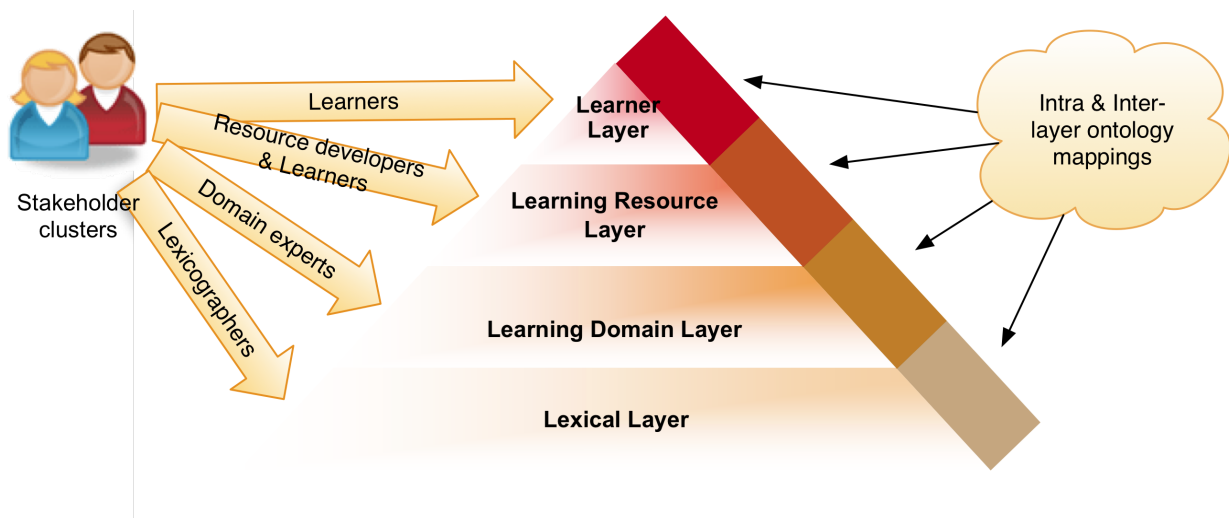 Stakeholder
clusters
Learners
Resource developers
& Learners
Domain experts
Lexicographers
Learner
Layer
Learning Resource
Layer
Learning Domain Layer
Lexical Layer
Intra & Inter-
layer ontology
mappings